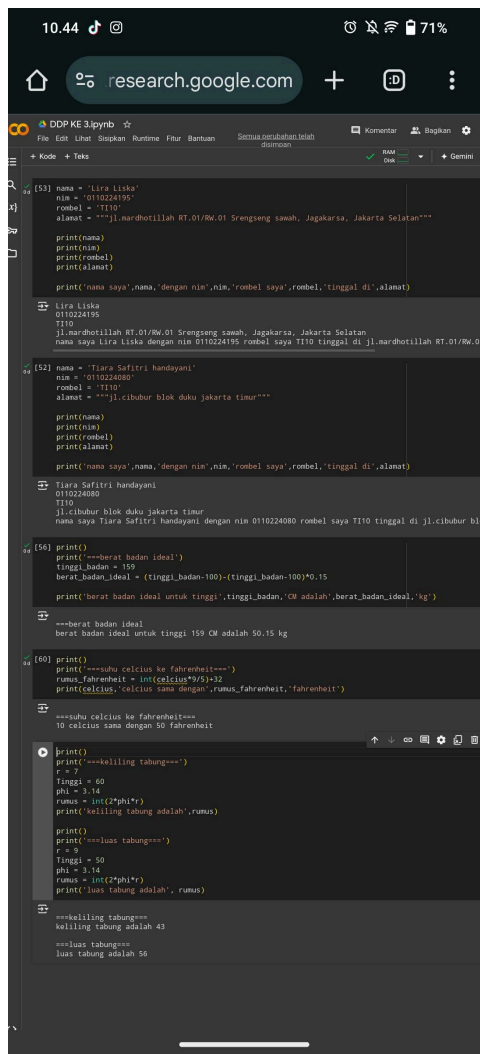 10.44
71%
research.google.com
:D
CO
DDP KE 3.ipynb
File Edit Lihat Sisipkan Runtime Fitur Bantuan Semua perubahan telah disimpan
Komentar Bagikan
+ Kode + Teks
RAM
Disk
Gemini
{x}
0d
[53] nama = 'Lira Liska'
nim = '0110224195'
rombel = 'TI10'
alamat = """jl.mardhotillah RT.01/RW.01 Srengseng sawah, Jagakarsa, Jakarta Selatan"""
print(nama)
print(nim)
print(rombel)
print(alamat)
print('nama saya',nama,'dengan nim',nim,'rombel saya',rombel,'tinggal di',alamat)
Lira Liska
0110224195
TI10
jl.mardhotillah RT.01/RW.01 Srengseng sawah, Jagakarsa, Jakarta Selatan
nama saya Lira Liska dengan nim 0110224195 rombel saya TI10 tinggal di jl.mardhotillah RT.01/RW.0
0d
[52] nama = 'Tiara Safitri handayani'
nim = '0110224080'
rombel = 'TI10'
alamat = """jl.cibubur blok duku jakarta timur"""
print(nama)
print(nim)
print(rombel)
print(alamat)
print('nama saya',nama,'dengan nim',nim,'rombel saya',rombel,'tinggal di',alamat)
Tiara Safitri handayani
0110224080
TI10
jl.cibubur blok duku jakarta timur
nama saya Tiara Safitri handayani dengan nim 0110224080 rombel saya TI10 tinggal di jl.cibubur bl
0d
[56] print()
print('===berat badan ideal')
tinggi_badan = 159
berat_badan_ideal = (tinggi_badan-100)-(tinggi_badan-100)*0.15
print('berat badan ideal untuk tinggi',tinggi_badan,'CM adalah',berat_badan_ideal,'kg')
===berat badan ideal
berat badan ideal untuk tinggi 159 CM adalah 50.15 kg
0d
[60] print()
print('===suhu celcius ke fahrenheit===')
rumus_fahrenheit = int(celcius*9/5)+32
print(celcius,'celcius sama dengan',rumus_fahrenheit,'fahrenheit')
===suhu celcius ke fahrenheit===
10 celcius sama dengan 50 fahrenheit
print()
print('===keliling tabung===')
r = 7
Tinggi = 60
phi = 3.14
rumus = int(2*phi*r)
print('keliling tabung adalah',rumus)
print()
print('===luas tabung===')
r = 9
Tinggi = 50
phi = 3.14
rumus = int(2*phi*r)
print('luas tabung adalah', rumus)
===keliling tabung===
keliling tabung adalah 43
===luas tabung===
luas tabung adalah 56